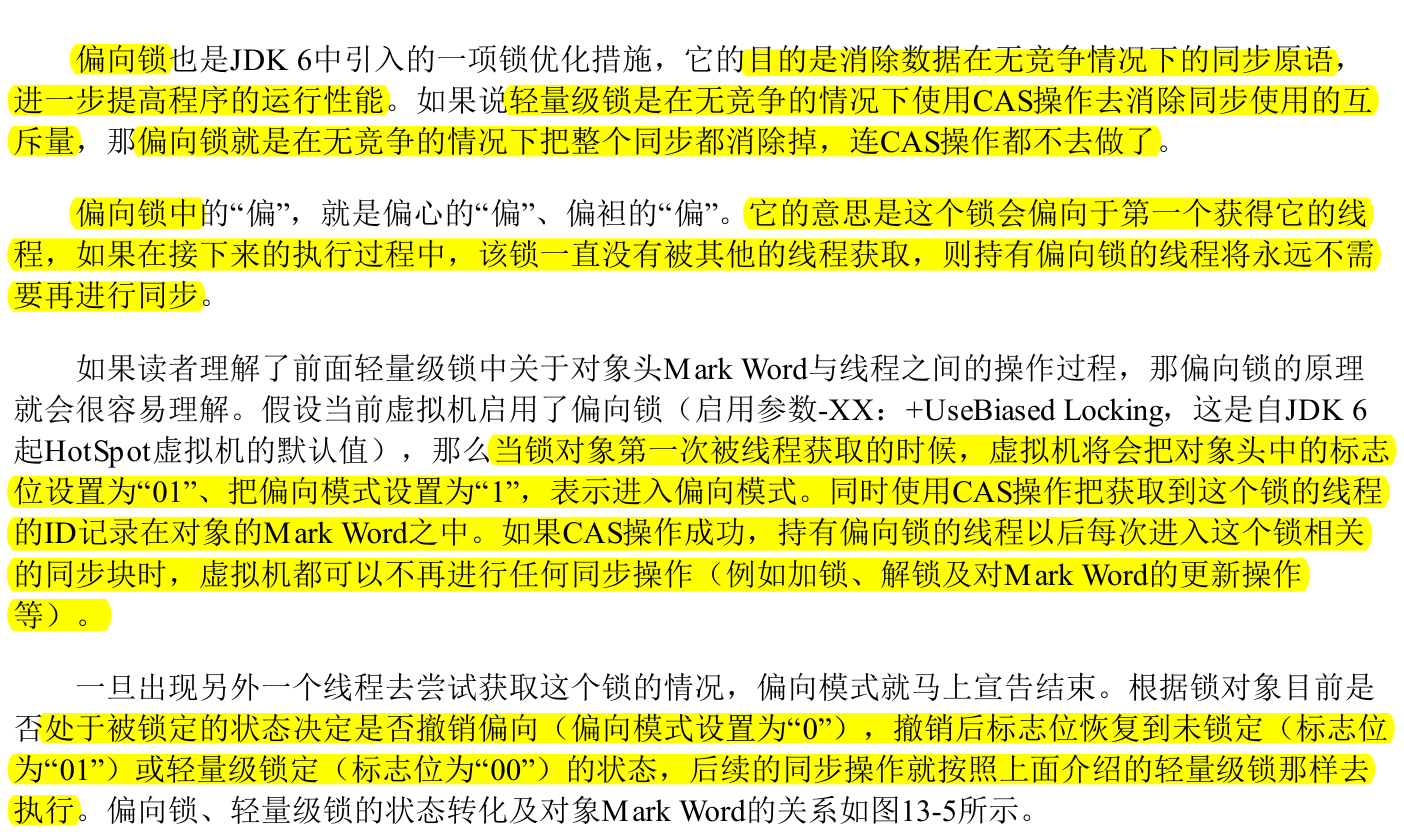 偏向锁也是JDK 6中引入的一项锁优化措施，它的目的是消除数据在无竞争情况下的同步原语，
进一步提高程序的运行性能。如果说轻量级锁是在无竞争的情况下使用CAS操作去消除同步使用的互
斥量，那偏向锁就是在无竞争的情况下把整个同步都消除掉，连CAS操作都不去做了。
偏向锁中的“偏”，就是偏心的“偏”、偏袒的“偏”。它的意思是这个锁会偏向于第一个获得它的线
程，如果在接下来的执行过程中，该锁一直没有被其他的线程获取，则持有偏向锁的线程将永远不需
要再进行同步。
如果读者理解了前面轻量级锁中关于对象头Mark Word与线程之间的操作过程，那偏向锁的原理
就会很容易理解。假设当前虚拟机启用了偏向锁（启用参数-XX：+UseBiased Locking，这是自JDK 6
起HotSpot虚拟机的默认值），那么当锁对象第一次被线程获取的时候，虚拟机将会把对象头中的标志
位设置为“01”、把偏向模式设置为“1”，表示进入偏向模式。同时使用CAS操作把获取到这个锁的线程
的ID记录在对象的Mark Word之中。如果CAS操作成功，持有偏向锁的线程以后每次进入这个锁相关
的同步块时，虚拟机都可以不再进行任何同步操作（例如加锁、解锁及对Mark Word的更新操作
等）。
一旦出现另外一个线程去尝试获取这个锁的情况，偏向模式就马上宣告结束。根据锁对象目前是
否处于被锁定的状态决定是否撤销偏向（偏向模式设置为“0”），撤销后标志位恢复到未锁定（标志位
为“01”）或轻量级锁定（标志位为“00”）的状态，后续的同步操作就按照上面介绍的轻量级锁那样去
执行。偏向锁、轻量级锁的状态转化及对象Mark Word的关系如图13-5所示。